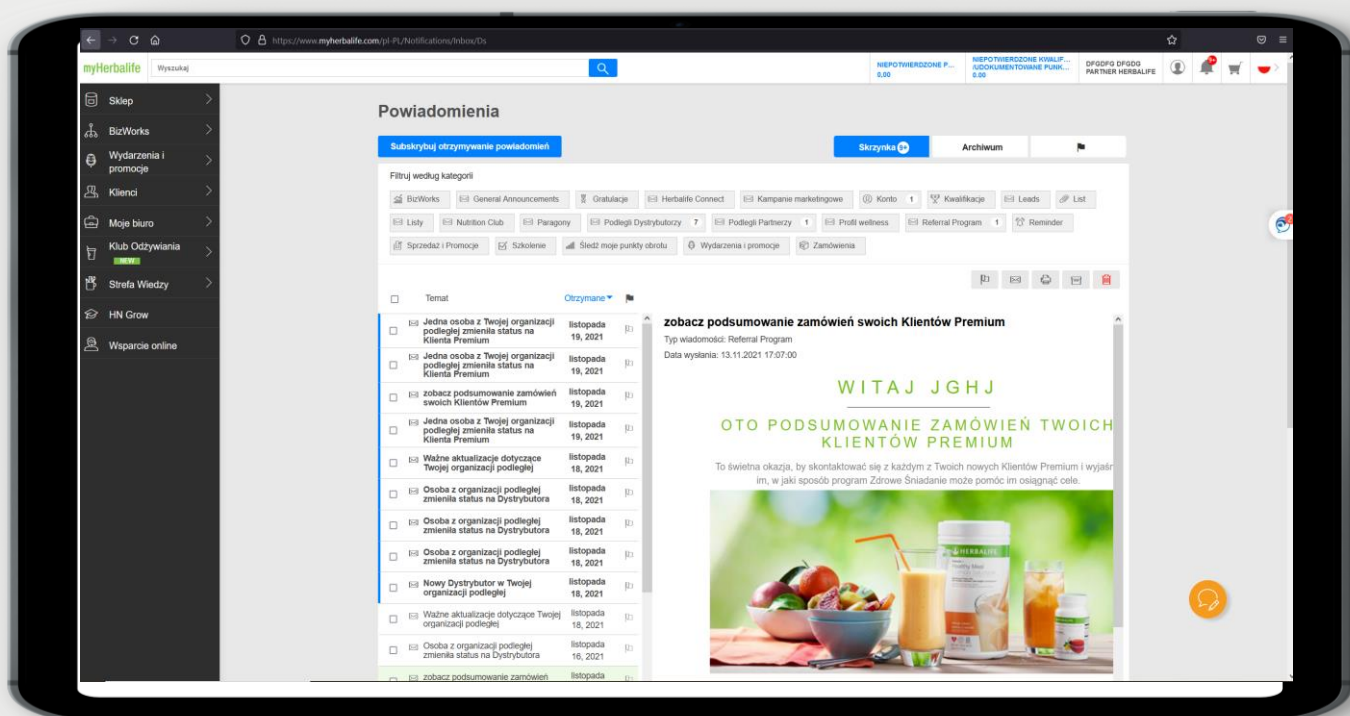 https://www.myherbalife.com/pl-PL/Notifications/Inbox/Ds
myHerbalife
Wyszukaj
NIEPOTWIERDZONE P...
0.00
NIEPOTWIERDZONE KWALIF...
/UDOKUMENTOWANE PUNK...
0.00
DFGDFG DFGDG
PARTNER HERBALIFE
9+
Sklep
BizWorks
Wydarzenia i
promocje
Klienci
Moje biuro
Klub Odżywiania
NEW
Strefa Wiedzy
HN Grow
Wsparcie online
Powiadomienia
Subskrybuj otrzymywanie powiadomień
Skrzynka 9+
Archiwum
Filtruj według kategorii
BizWorks General Announcements Gratulacje Herbalife Connect Kampanie marketingowe Konto 1 Kwalifikacje Leads List
Listy Nutrition Club Paragony Podlegli Dystrybutorzy 7 Podlegli Partnerzy 1 Profil wellness Referral Program 1 Reminder
Sprzedaż i Promocje Szkolenie Śledź moje punkty obrotu Wydarzenia i promocje Zamówienia
Temat Otrzymane
Jedna osoba z Twojej organizacji
podległej zmieniła status na
Klienta Premium
listopada
19, 2021
Jedna osoba z Twojej organizacji
podległej zmieniła status na
Klienta Premium
listopada
19, 2021
zobacz podsumowanie zamówień
swoich Klientów Premium
listopada
19, 2021
Jedna osoba z Twojej organizacji
podległej zmieniła status na
Klienta Premium
listopada
19, 2021
Ważne aktualizacje dotyczące
Twojej organizacji podległej
listopada
18, 2021
Osoba z organizacji podległej
zmieniła status na Dystrybutora
listopada
18, 2021
Osoba z organizacji podległej
zmieniła status na Dystrybutora
listopada
18, 2021
Osoba z organizacji podległej
zmieniła status na Dystrybutora
listopada
18, 2021
Nowy Dystrybutor w Twojej
organizacji podległej
listopada
18, 2021
Ważne aktualizacje dotyczące Twojej
organizacji podległej
listopada
18, 2021
Osoba z organizacji podległej
zmieniła status na Dystrybutora
listopada
16, 2021
zobacz podsumowanie zamówień
listopada
zobacz podsumowanie zamówień swoich Klientów Premium
Typ wiadomości: Referral Program
Data wysłania: 13.11.2021 17:07:00
WITAJ JGHJ
OTO PODSUMOWANIE ZAMÓWIEŃ TWOICH
KLIENTÓW PREMIUM
To świetna okazja, by skontaktować się z każdym z Twoich nowych Klientów Premium i wyjaśn
im, w jaki sposób program Zdrowe Śniadanie może pomóc im osiągnąć cele.
HERBALIFE